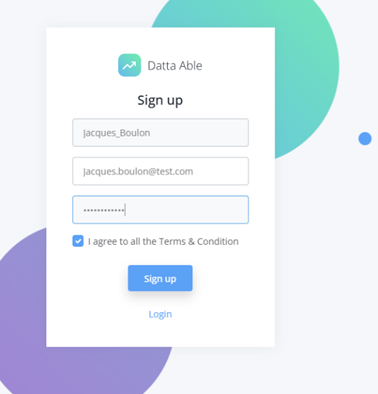 Datta Able
Sign up
Jacques_Boulon
Jacques.boulon@test.com
••••••••••••
I agree to all the Terms & Condition
Sign up
Login